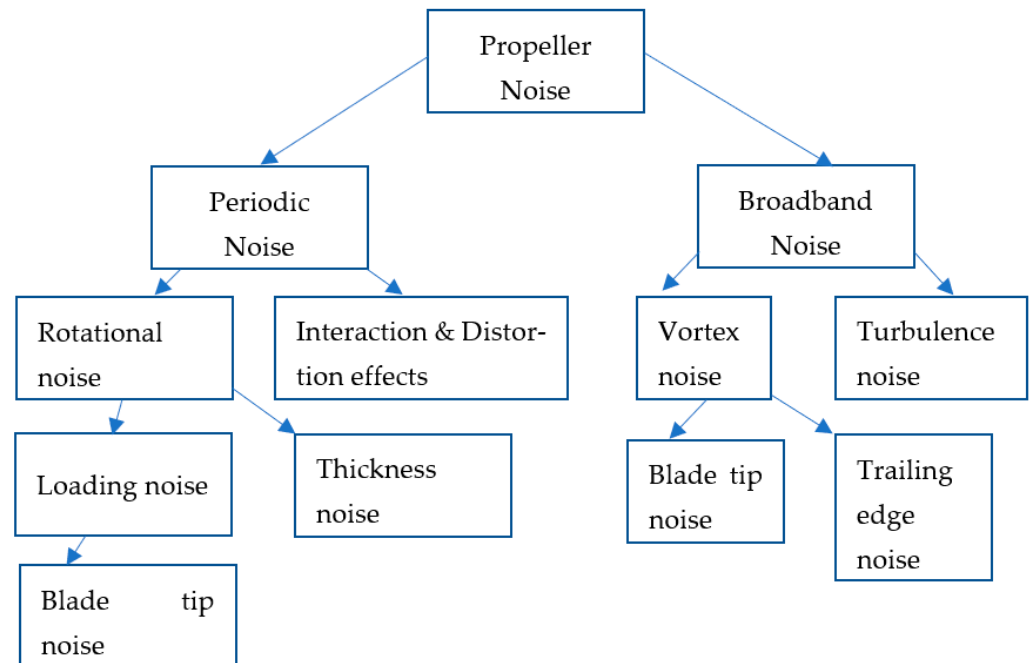 Propeller
Noise
Periodic
Noise
Broadband
Noise
Rotational
noise
Interaction & Distor-
tion effects
Vortex
noise
Turbulence
noise
Loading noise
Thickness
noise
Blade tip
noise
Trailing
edge
noise
Blade tip
noise